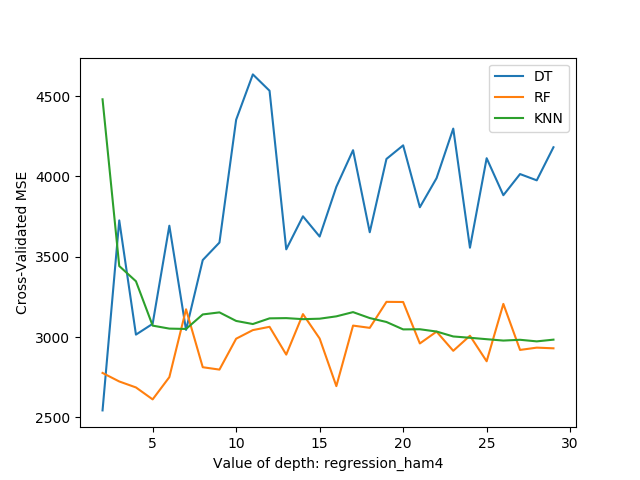 4500
4000
3500
3000
2500
Cross-Validated MSE
DT
RF
KNN
5
10
15
20
25
30
Value of depth: regression_ham4